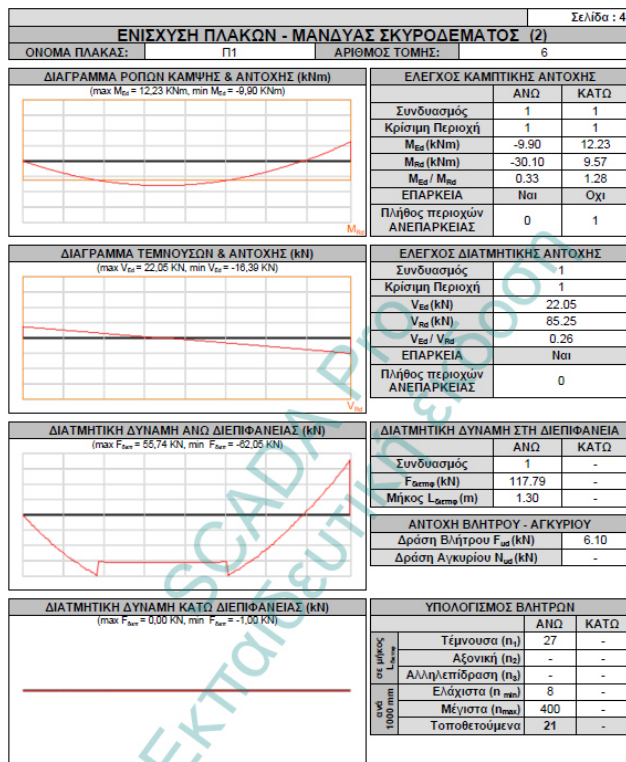 Σελίδα : 4
ΕΝΙΣΧΥΣΗ ΠΛΑΚΩΝ - ΜΑΝΔΥΑΣ ΣΚΥΡΟΔΕΜΑΤΟΣ (2)
ΟΝΟΜΑ ΠΛΑΚΑΣ: Π1 ΑΡΙΘΜΟΣ ΤΟΜΗΣ: 6
ΔΙΑΓΡΑΜΜΑ ΡΟΠΩΝ ΚΑΜΨΗΣ & ΑΝΤΟΧΗΣ (kNm)
(max MEd = 12,23 KNm, min MEd = -9,90 KNm)
MRd
ΕΛΕΓΧΟΣ ΚΑΜΠΤΙΚΗΣ ΑΝΤΟΧΗΣ
ΑΝΩ ΚΑΤΩ
Συνδυασμός 1 1
Κρίσιμη Περιοχή 1 1
MEd (kNm) -9.90 12.23
MRd (kNm) -30.10 9.57
MEd / MRd 0.33 1.28
ΕΠΑΡΚΕΙΑ Ναι Οχι
Πλήθος περιοχών ΑΝΕΠΑΡΚΕΙΑΣ 0 1
ΔΙΑΓΡΑΜΜΑ ΤΕΜΝΟΥΣΩΝ & ΑΝΤΟΧΗΣ (kN)
(max VEd = 22,05 KN, min VEd = -16,39 KN)
VRd
ΕΛΕΓΧΟΣ ΔΙΑΤΜΗΤΙΚΗΣ ΑΝΤΟΧΗΣ
Συνδυασμός 1
Κρίσιμη Περιοχή 1
VEd (kN) 22.05
VRd (kN) 85.25
VEd / VRd 0.26
ΕΠΑΡΚΕΙΑ Ναι
Πλήθος περιοχών ΑΝΕΠΑΡΚΕΙΑΣ 0
ΔΙΑΤΜΗΤΙΚΗ ΔΥΝΑΜΗ ΑΝΩ ΔΙΕΠΙΦΑΝΕΙΑΣ (kN)
(max Fδιεπ = 55,74 KN, min Fδιεπ = -62,05 KN)
ΔΙΑΤΜΗΤΙΚΗ ΔΥΝΑΜΗ ΣΤΗ ΔΙΕΠΙΦΑΝΕΙΑ
ΑΝΩ ΚΑΤΩ
Συνδυασμός 1 -
Fδιεπιφ (kN) 117.79 -
Μήκος Lδιεπιφ (m) 1.30 -
ΑΝΤΟΧΗ ΒΛΗΤΡΟΥ - ΑΓΚΥΡΙΟΥ
Δράση Βλήτρου Fud (kN) 6.10
Δράση Αγκυρίου Nud (kN) -
ΔΙΑΤΜΗΤΙΚΗ ΔΥΝΑΜΗ ΚΑΤΩ ΔΙΕΠΙΦΑΝΕΙΑΣ (kN)
(max Fδιεπ = 0,00 KN, min Fδιεπ = -1,00 KN)
ΥΠΟΛΟΓΙΣΜΟΣ ΒΛΗΤΡΩΝ
ΑΝΩ ΚΑΤΩ
σε μήκος Lδιεπιφ
Τέμνουσα (n1) 27 -
Αξονική (n2) - -
Αλληλεπίδραση (n3) - -
ανά 1000 mm
Ελάχιστα (n min) 8 -
Μέγιστα (nmax) 400 -
Τοποθετούμενα 21 -
SCADA Pro
Εκπαιδευτική έκδοση